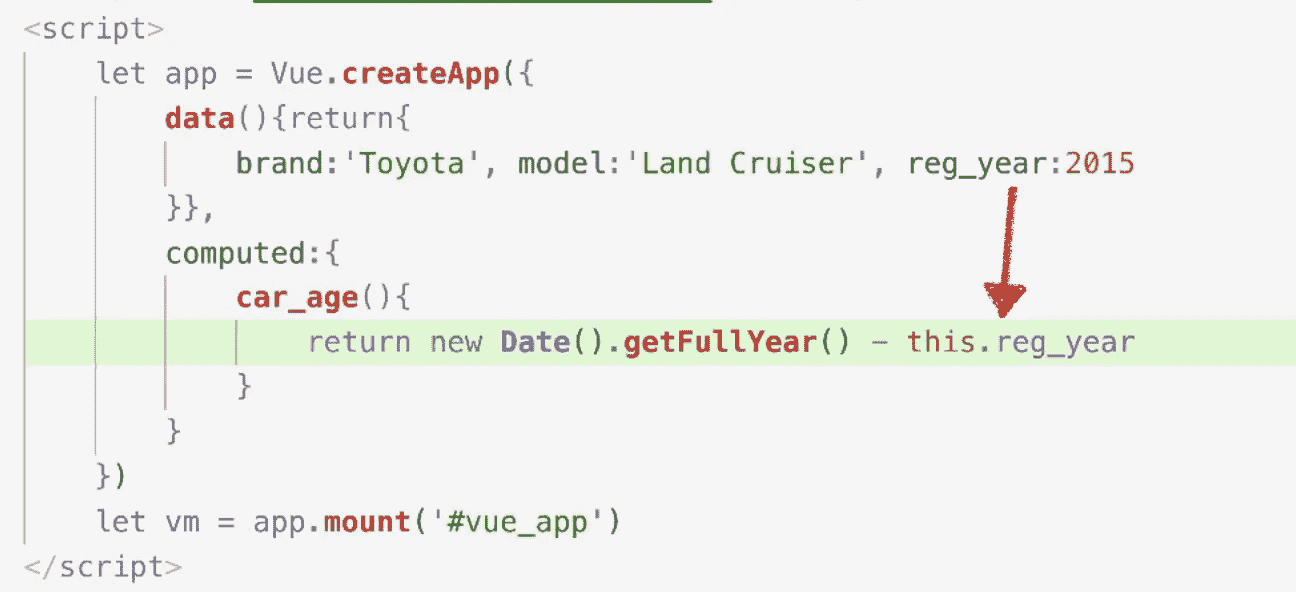 <script>
let app = Vue.createApp({
data(){return{
brand:'Toyota', model:'Land Cruiser', reg_year:2015
}},
computed:{
car_age(){
return new Date().getFullYear() - this.reg_year
}
}
})
let vm = app.mount('#vue_app')
</script>